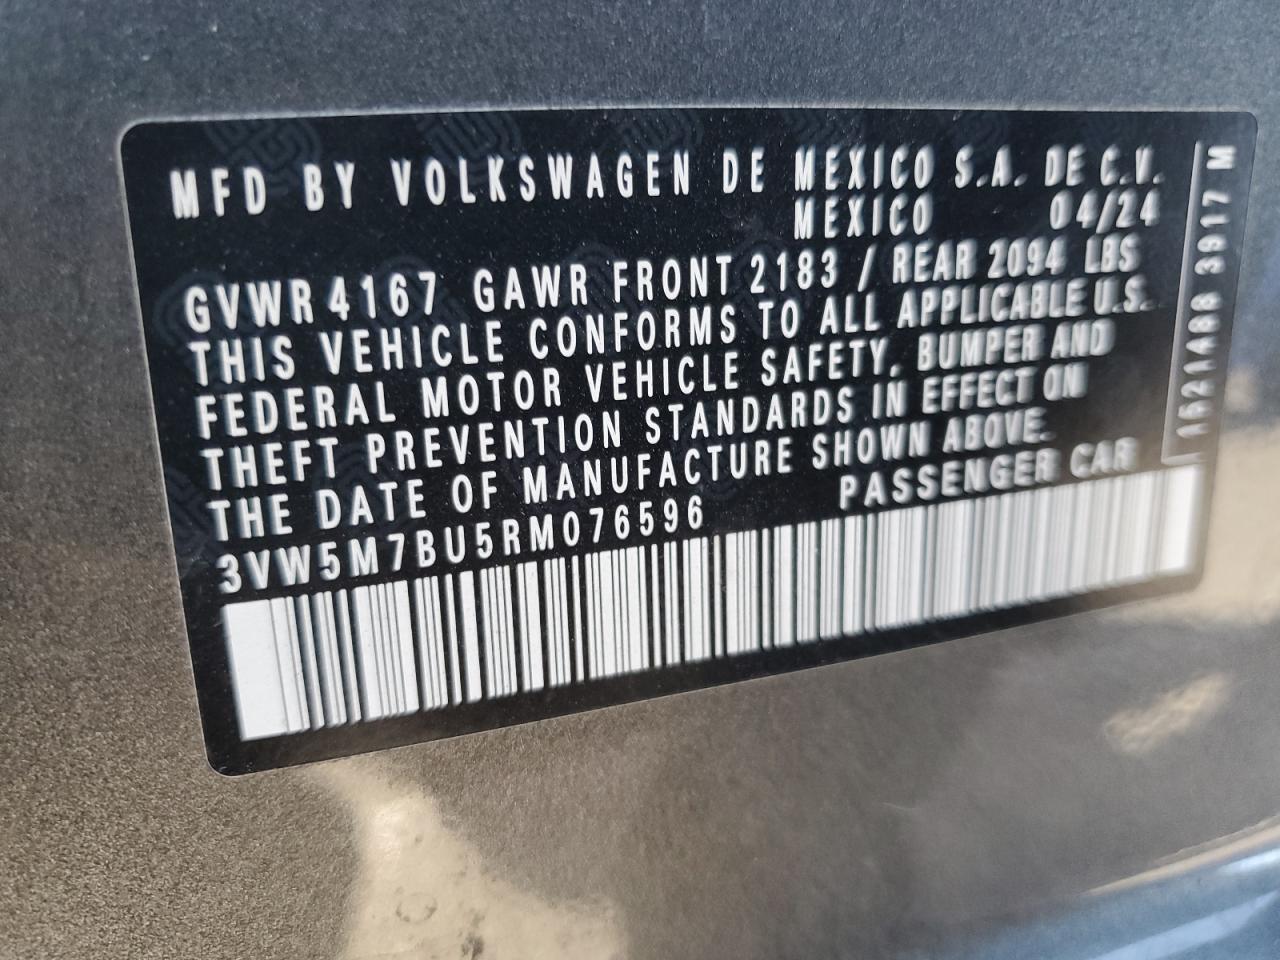 MFD BY VOLKSWAGEN DE MEXICO S.A. DE C.V.
MEXICO 04/24
GVWR 4167 GAWR FRONT 2183 / REAR 2094 LBS
THIS VEHICLE CONFORMS TO ALL APPLICABLE U.S.
FEDERAL MOTOR VEHICLE SAFETY, BUMPER AND
THEFT PREVENTION STANDARDS IN EFFECT ON
THE DATE OF MANUFACTURE SHOWN ABOVE.
3VW5M7BU5RM076596 PASSENGER CAR
3917 M